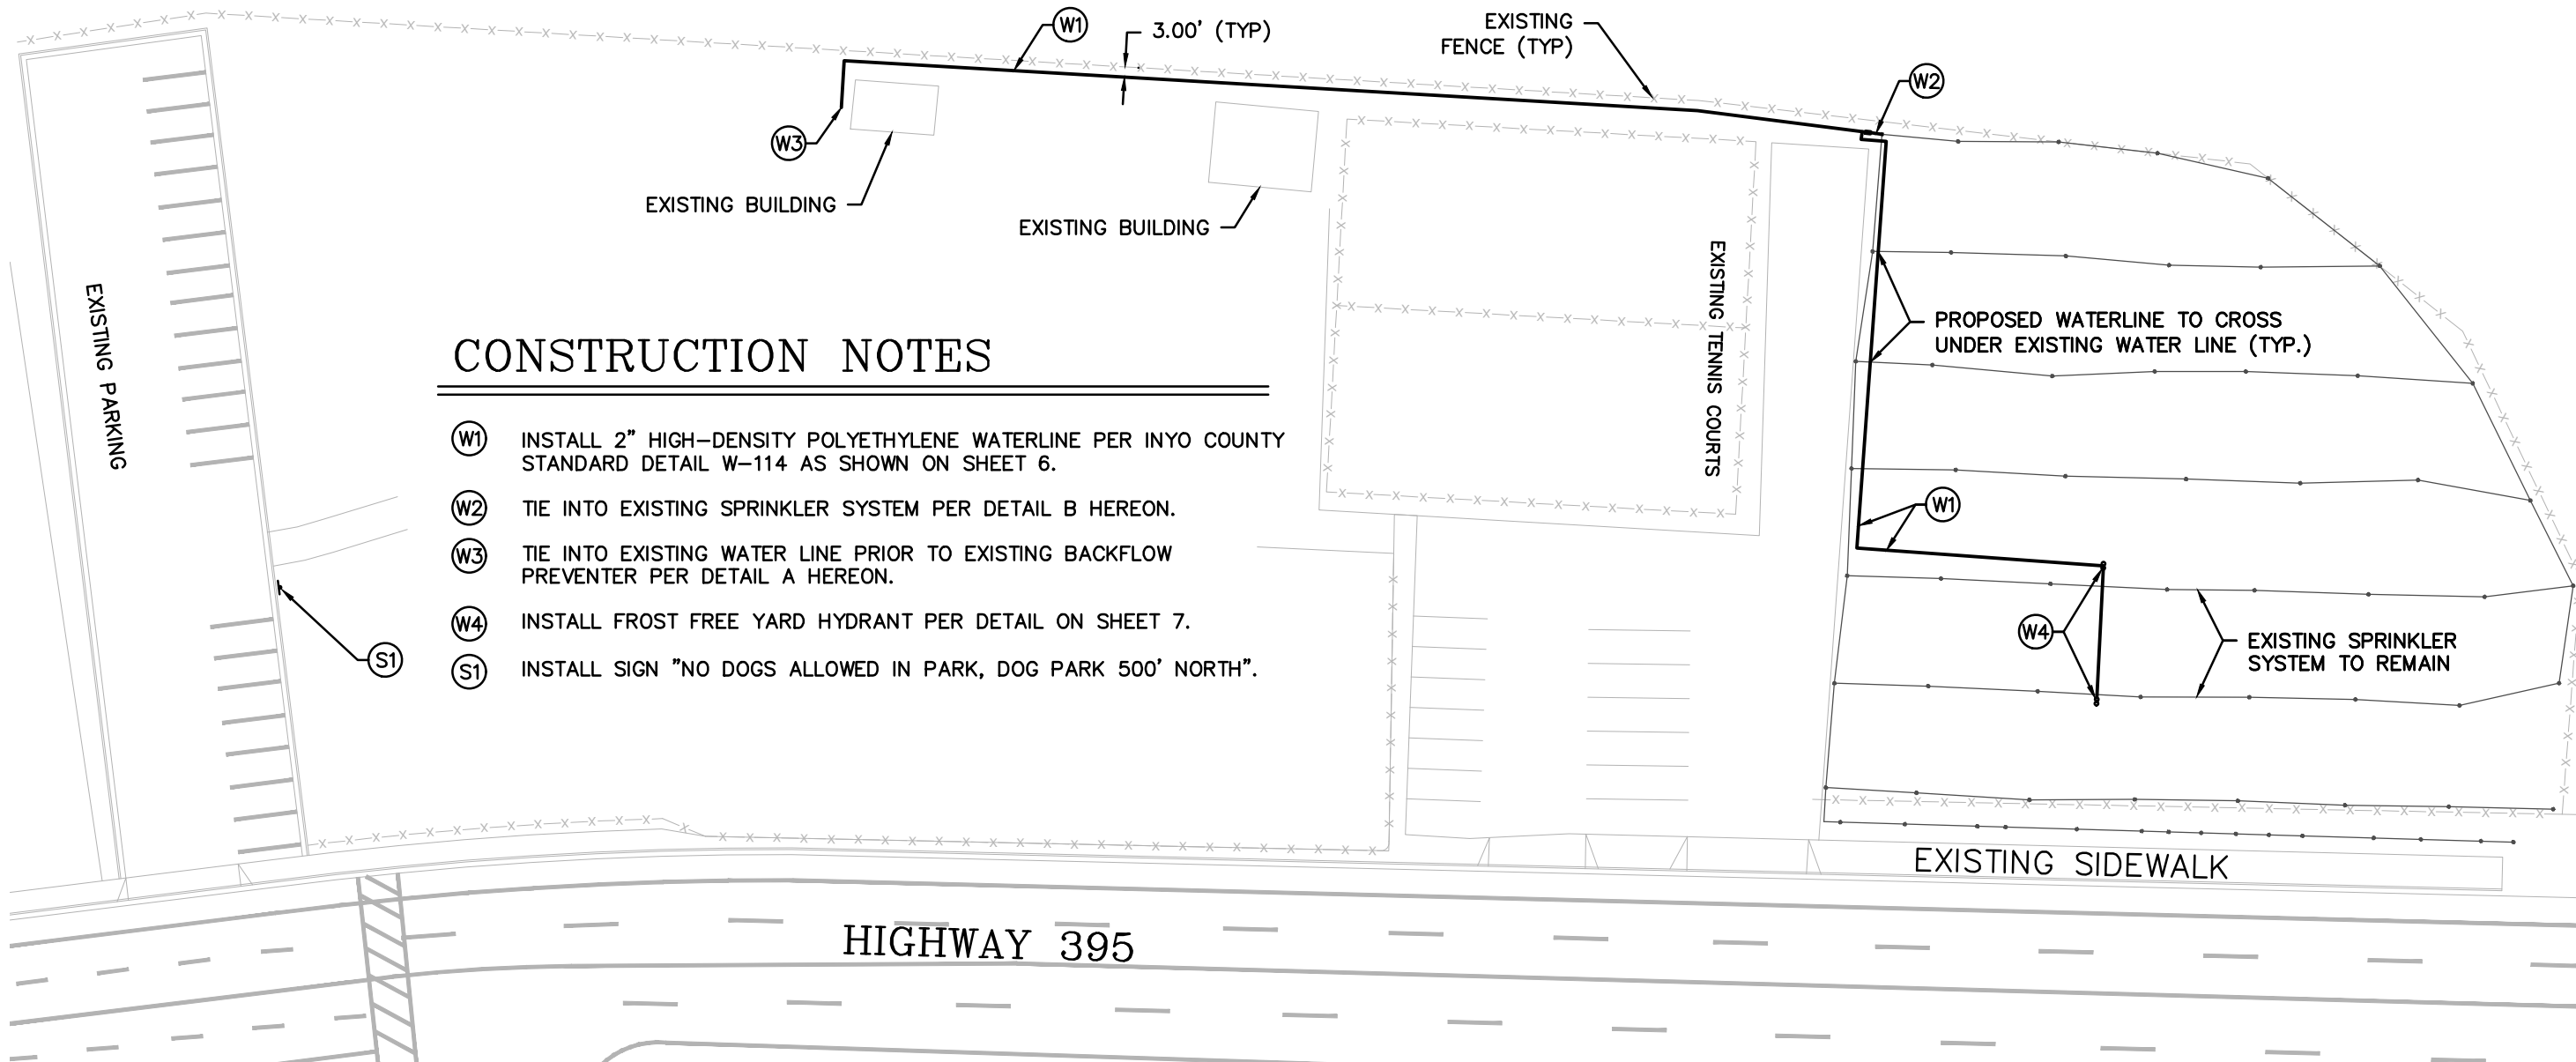 W1
3.00' (TYP)
EXISTING
FENCE (TYP)
W2
W3
EXISTING BUILDING
EXISTING BUILDING
EXISTING PARKING
EXISTING TENNIS COURTS
PROPOSED WATERLINE TO CROSS
UNDER EXISTING WATER LINE (TYP.)
CONSTRUCTION NOTES
W1 INSTALL 2" HIGH-DENSITY POLYETHYLENE WATERLINE PER INYO COUNTY
STANDARD DETAIL W-114 AS SHOWN ON SHEET 6.
W2 TIE INTO EXISTING SPRINKLER SYSTEM PER DETAIL B HEREON.
W3 TIE INTO EXISTING WATER LINE PRIOR TO EXISTING BACKFLOW
PREVENTER PER DETAIL A HEREON.
W4 INSTALL FROST FREE YARD HYDRANT PER DETAIL ON SHEET 7.
S1 INSTALL SIGN "NO DOGS ALLOWED IN PARK, DOG PARK 500' NORTH".
S1
W1
W4
EXISTING SPRINKLER
SYSTEM TO REMAIN
EXISTING SIDEWALK
HIGHWAY 395